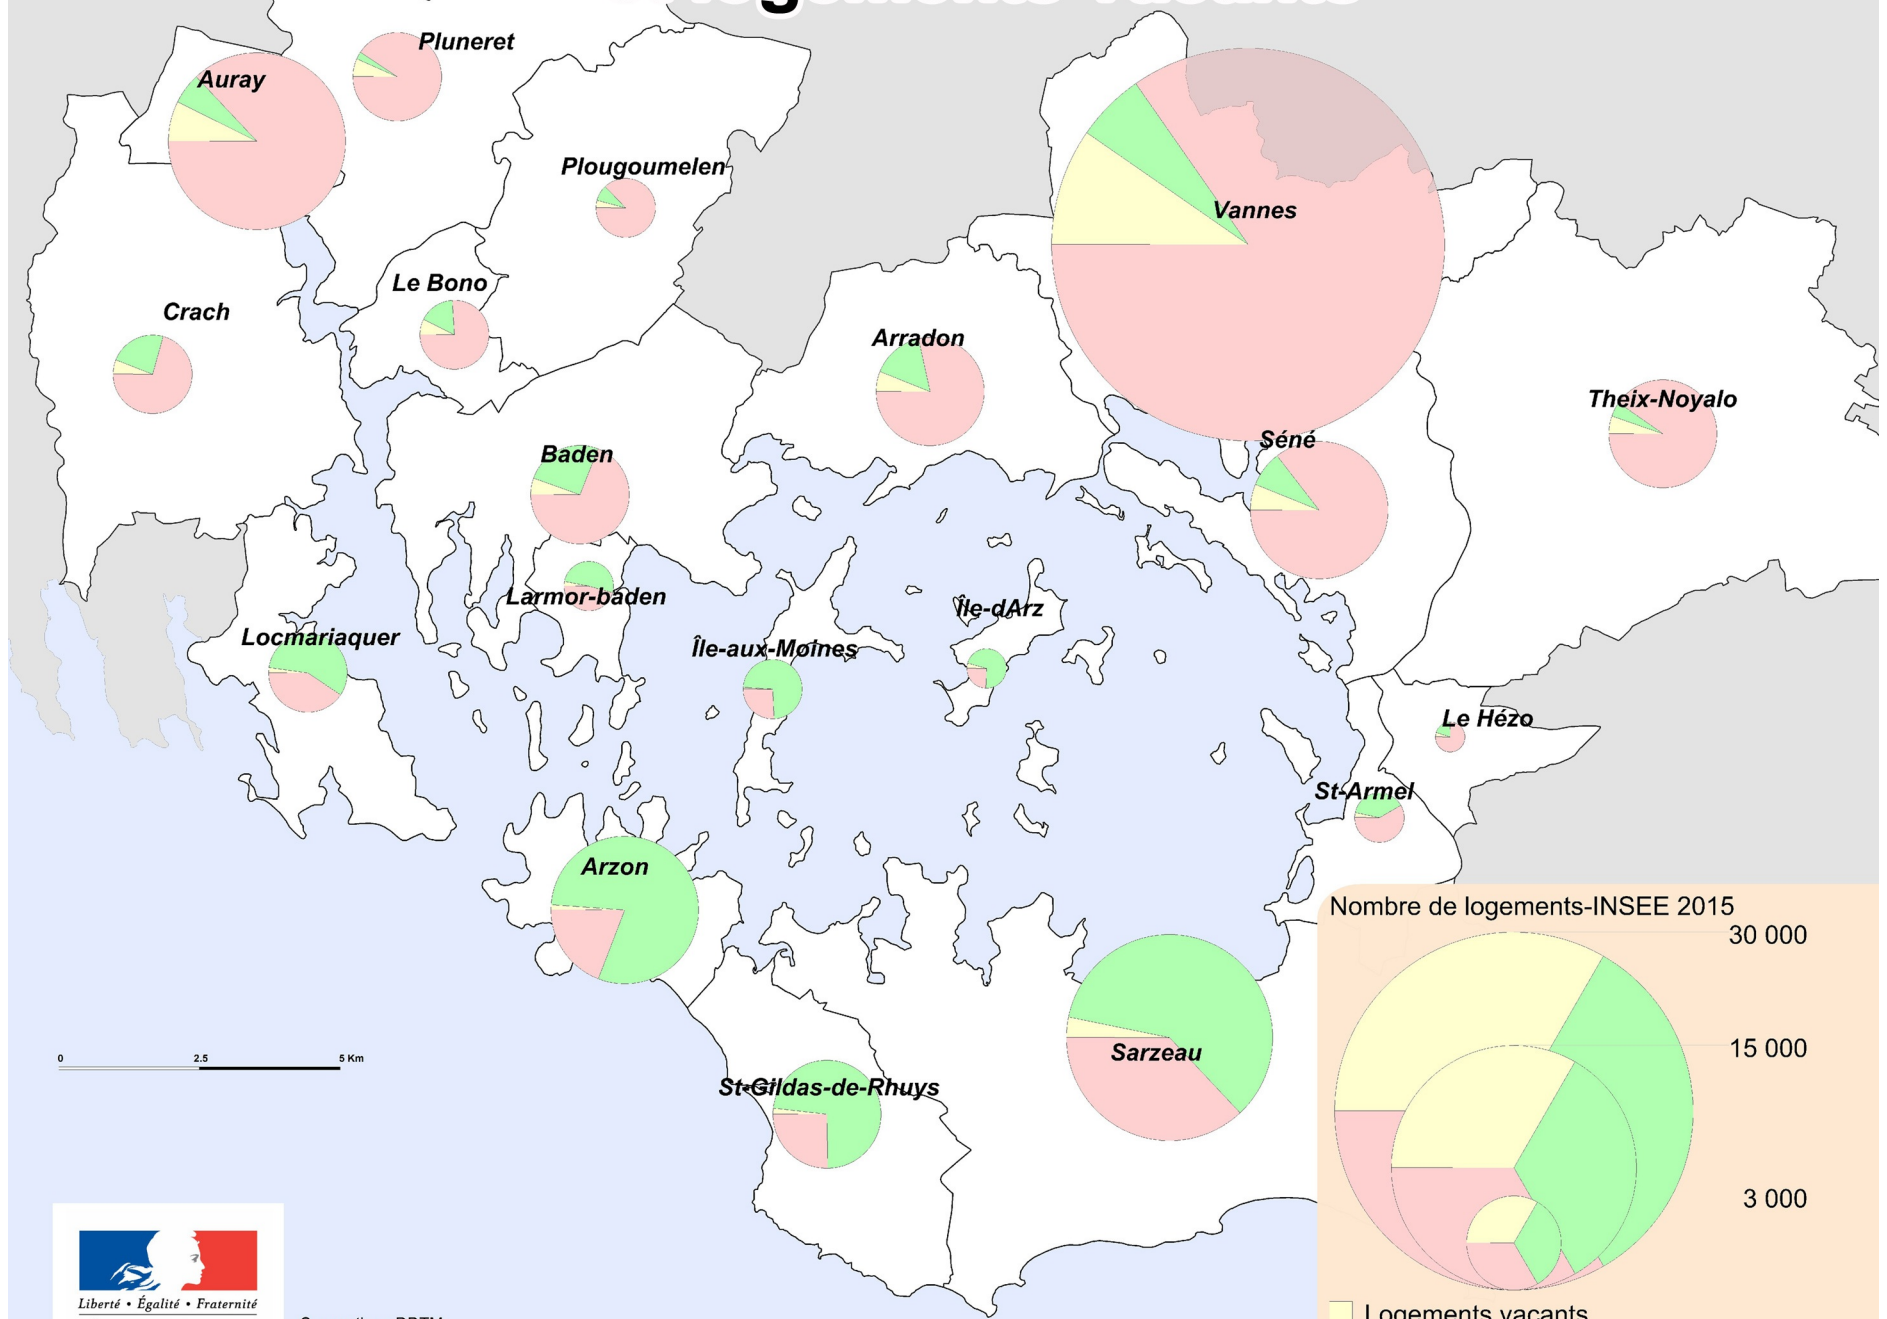 logements vacants
Pluneret
Auray
Plougoumelen
Vannes
Le Bono
Crach
Arradon
Theix-Noyalo
Séné
Baden
Larmor-baden
Île-dArz
Locmariaquer
Île-aux-Moines
Le Hézo
St-Armel
Arzon
Nombre de logements-INSEE 2015
30 000
15 000
Sarzeau
0 2.5 5 Km
St-Gildas-de-Rhuys
3 000
Liberté • Égalité • Fraternité
Logements vacants